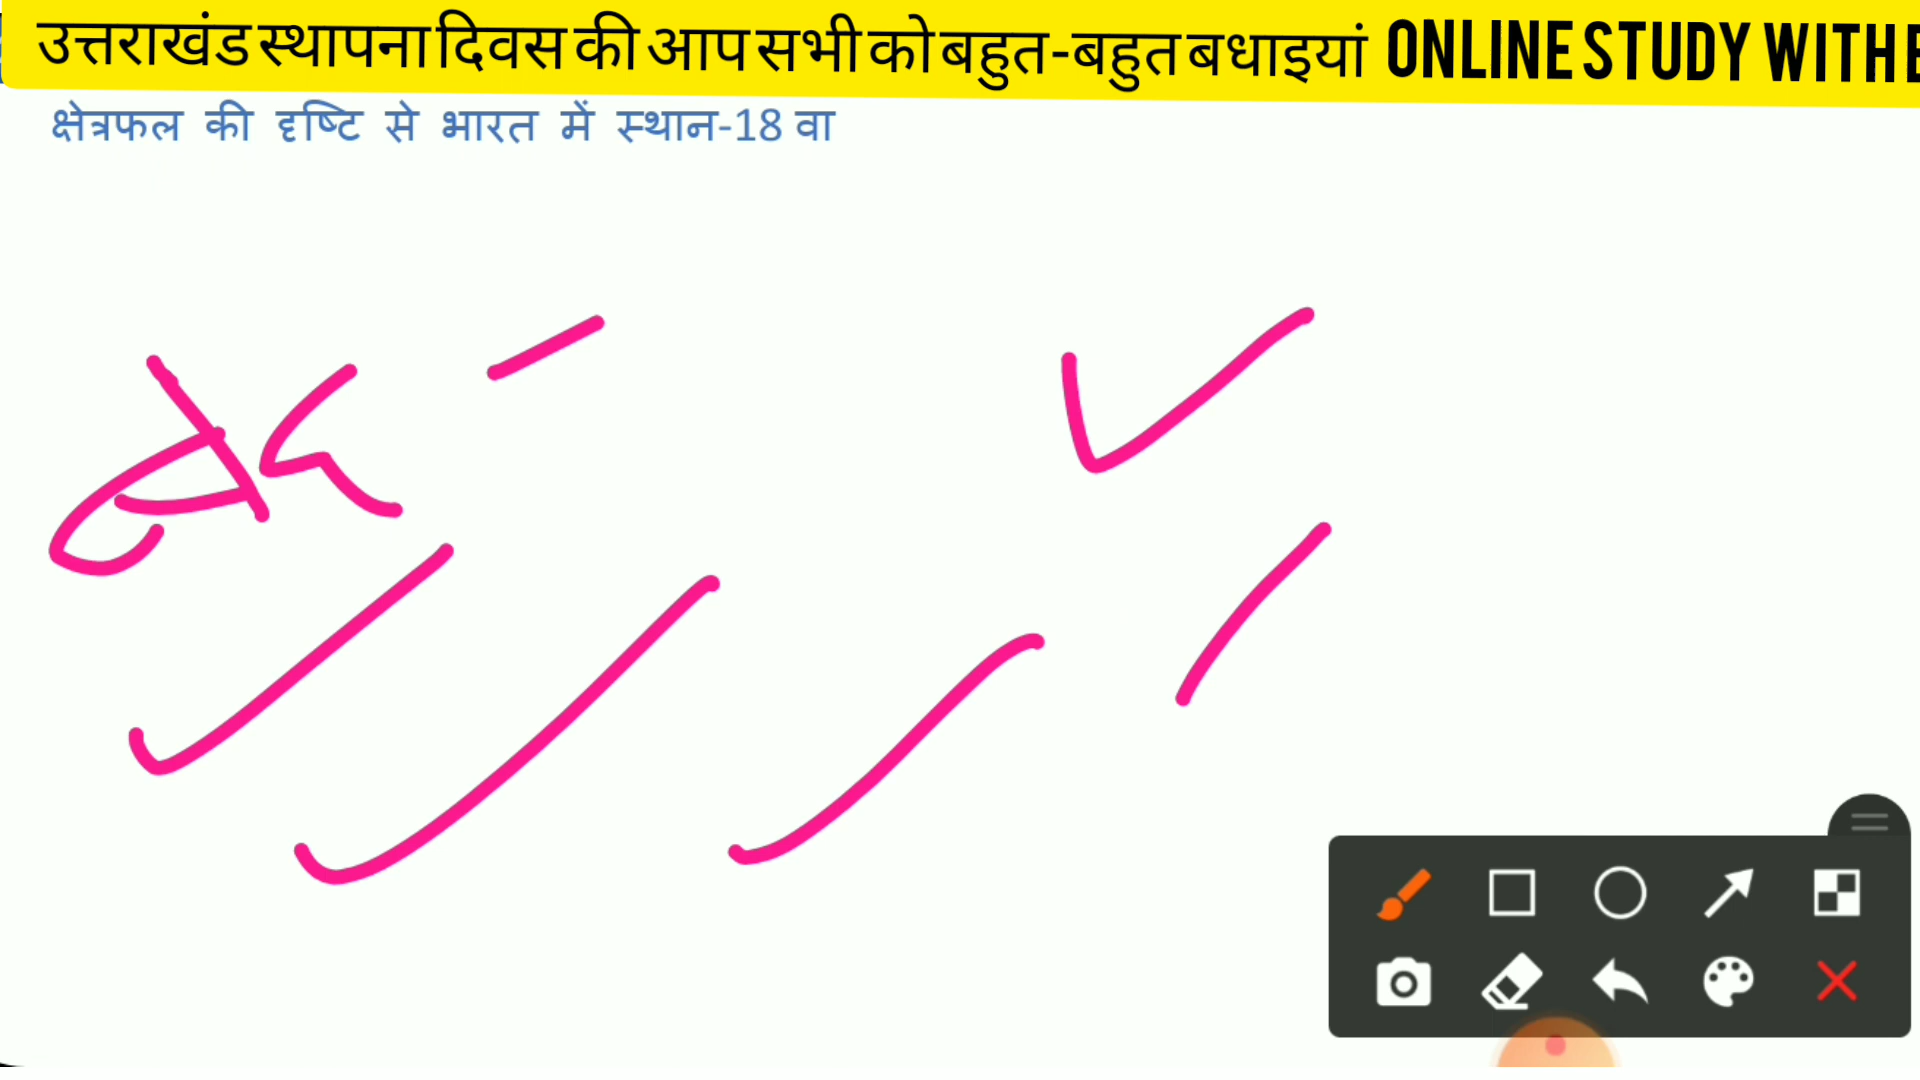 उत्तराखंड स्थापना दिवस की आप सभी को बहुत-बहुत बधाइयां ONLINE STUDY WITH
क्षेत्रफल की दृष्टि से भारत में स्थान-18 वा